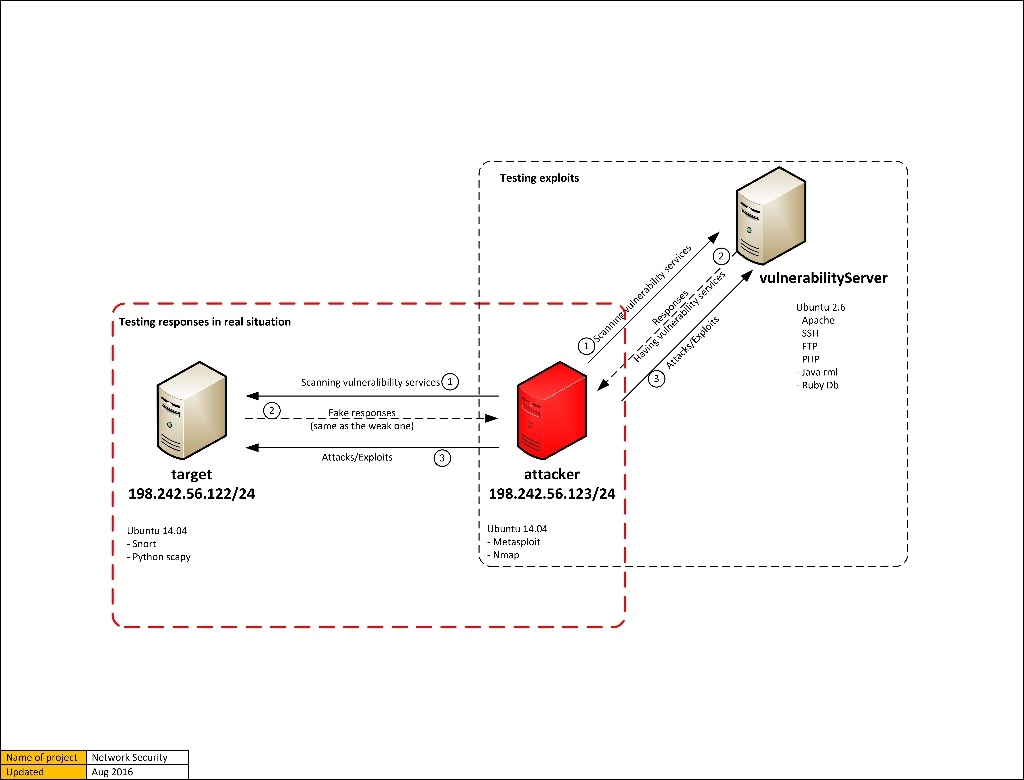 Testing exploits
vulnerabilityServer
Ubuntu 2.6
Apache
SSH
FTP
PHP
- Java rmI
- Ruby Db
1
Scanning vulnerability services
2
Responses
Having vulnerability services
3
Attacks/Exploits
Testing responses in real situation
Scanning vulneralibility services
1
2
Fake responses
(same as the weak one)
Attacks/Exploits
3
target
198.242.56.122/24
Ubuntu 14.04
- Snort
- Python scapy
attacker
198.242.56.123/24
Ubuntu 14.04
- Metasploit
- Nmap
Name of project Network Security
Updated Aug 2016